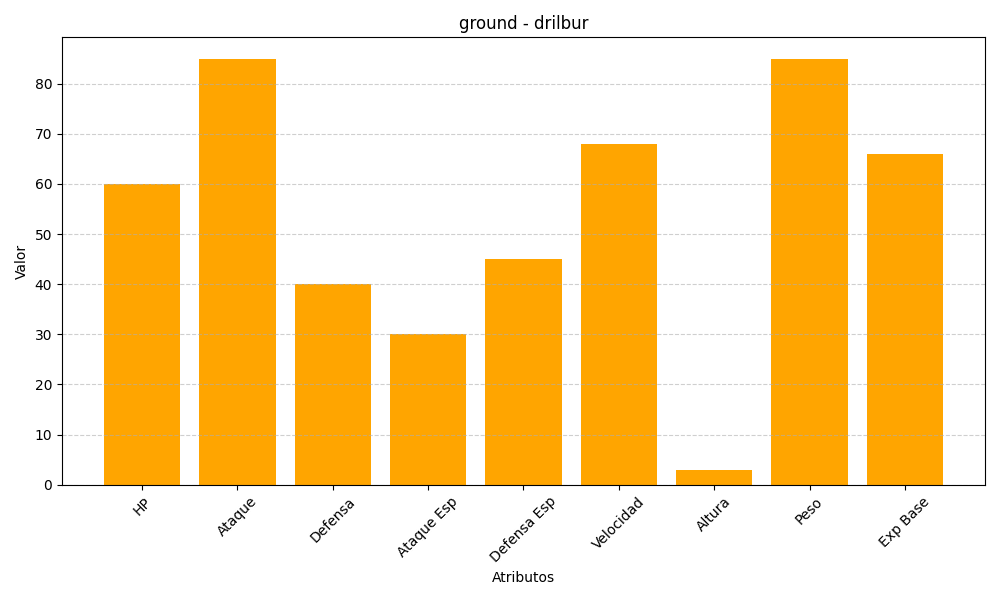 ground - drilbur
Valor
80
70
60
50
40
30
20
10
0
HP
Ataque
Defensa
Ataque Esp
Defensa Esp
Velocidad
Altura
Peso
Exp Base
Atributos